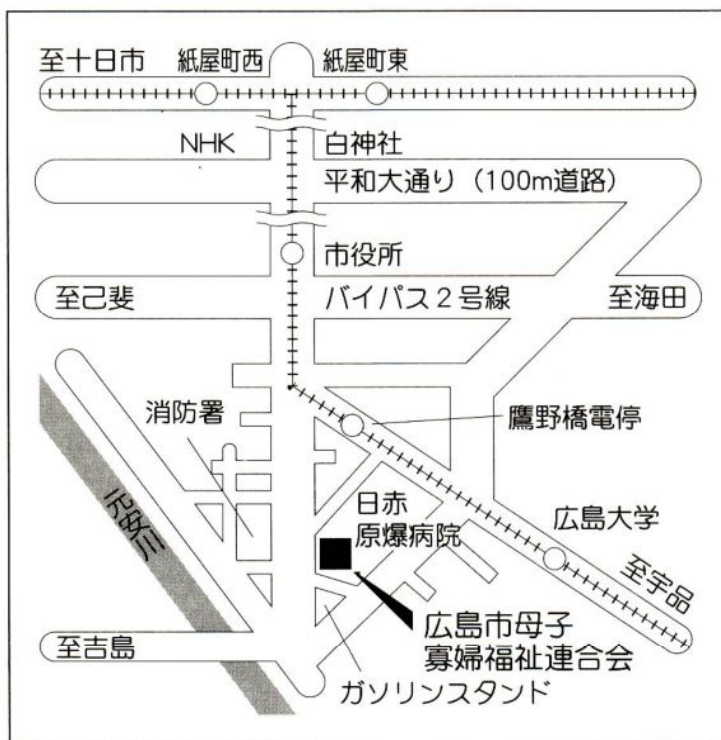 至十日市
紙屋町西
紙屋町東
NHK
白神社
平和大通り（100m道路）
市役所
至己斐
バイパス２号線
至海田
消防署
鷹野橋電停
元安川
日赤
原爆病院
広島大学
至宇品
至吉島
広島市母子
寡婦福祉連合会
ガソリンスタンド